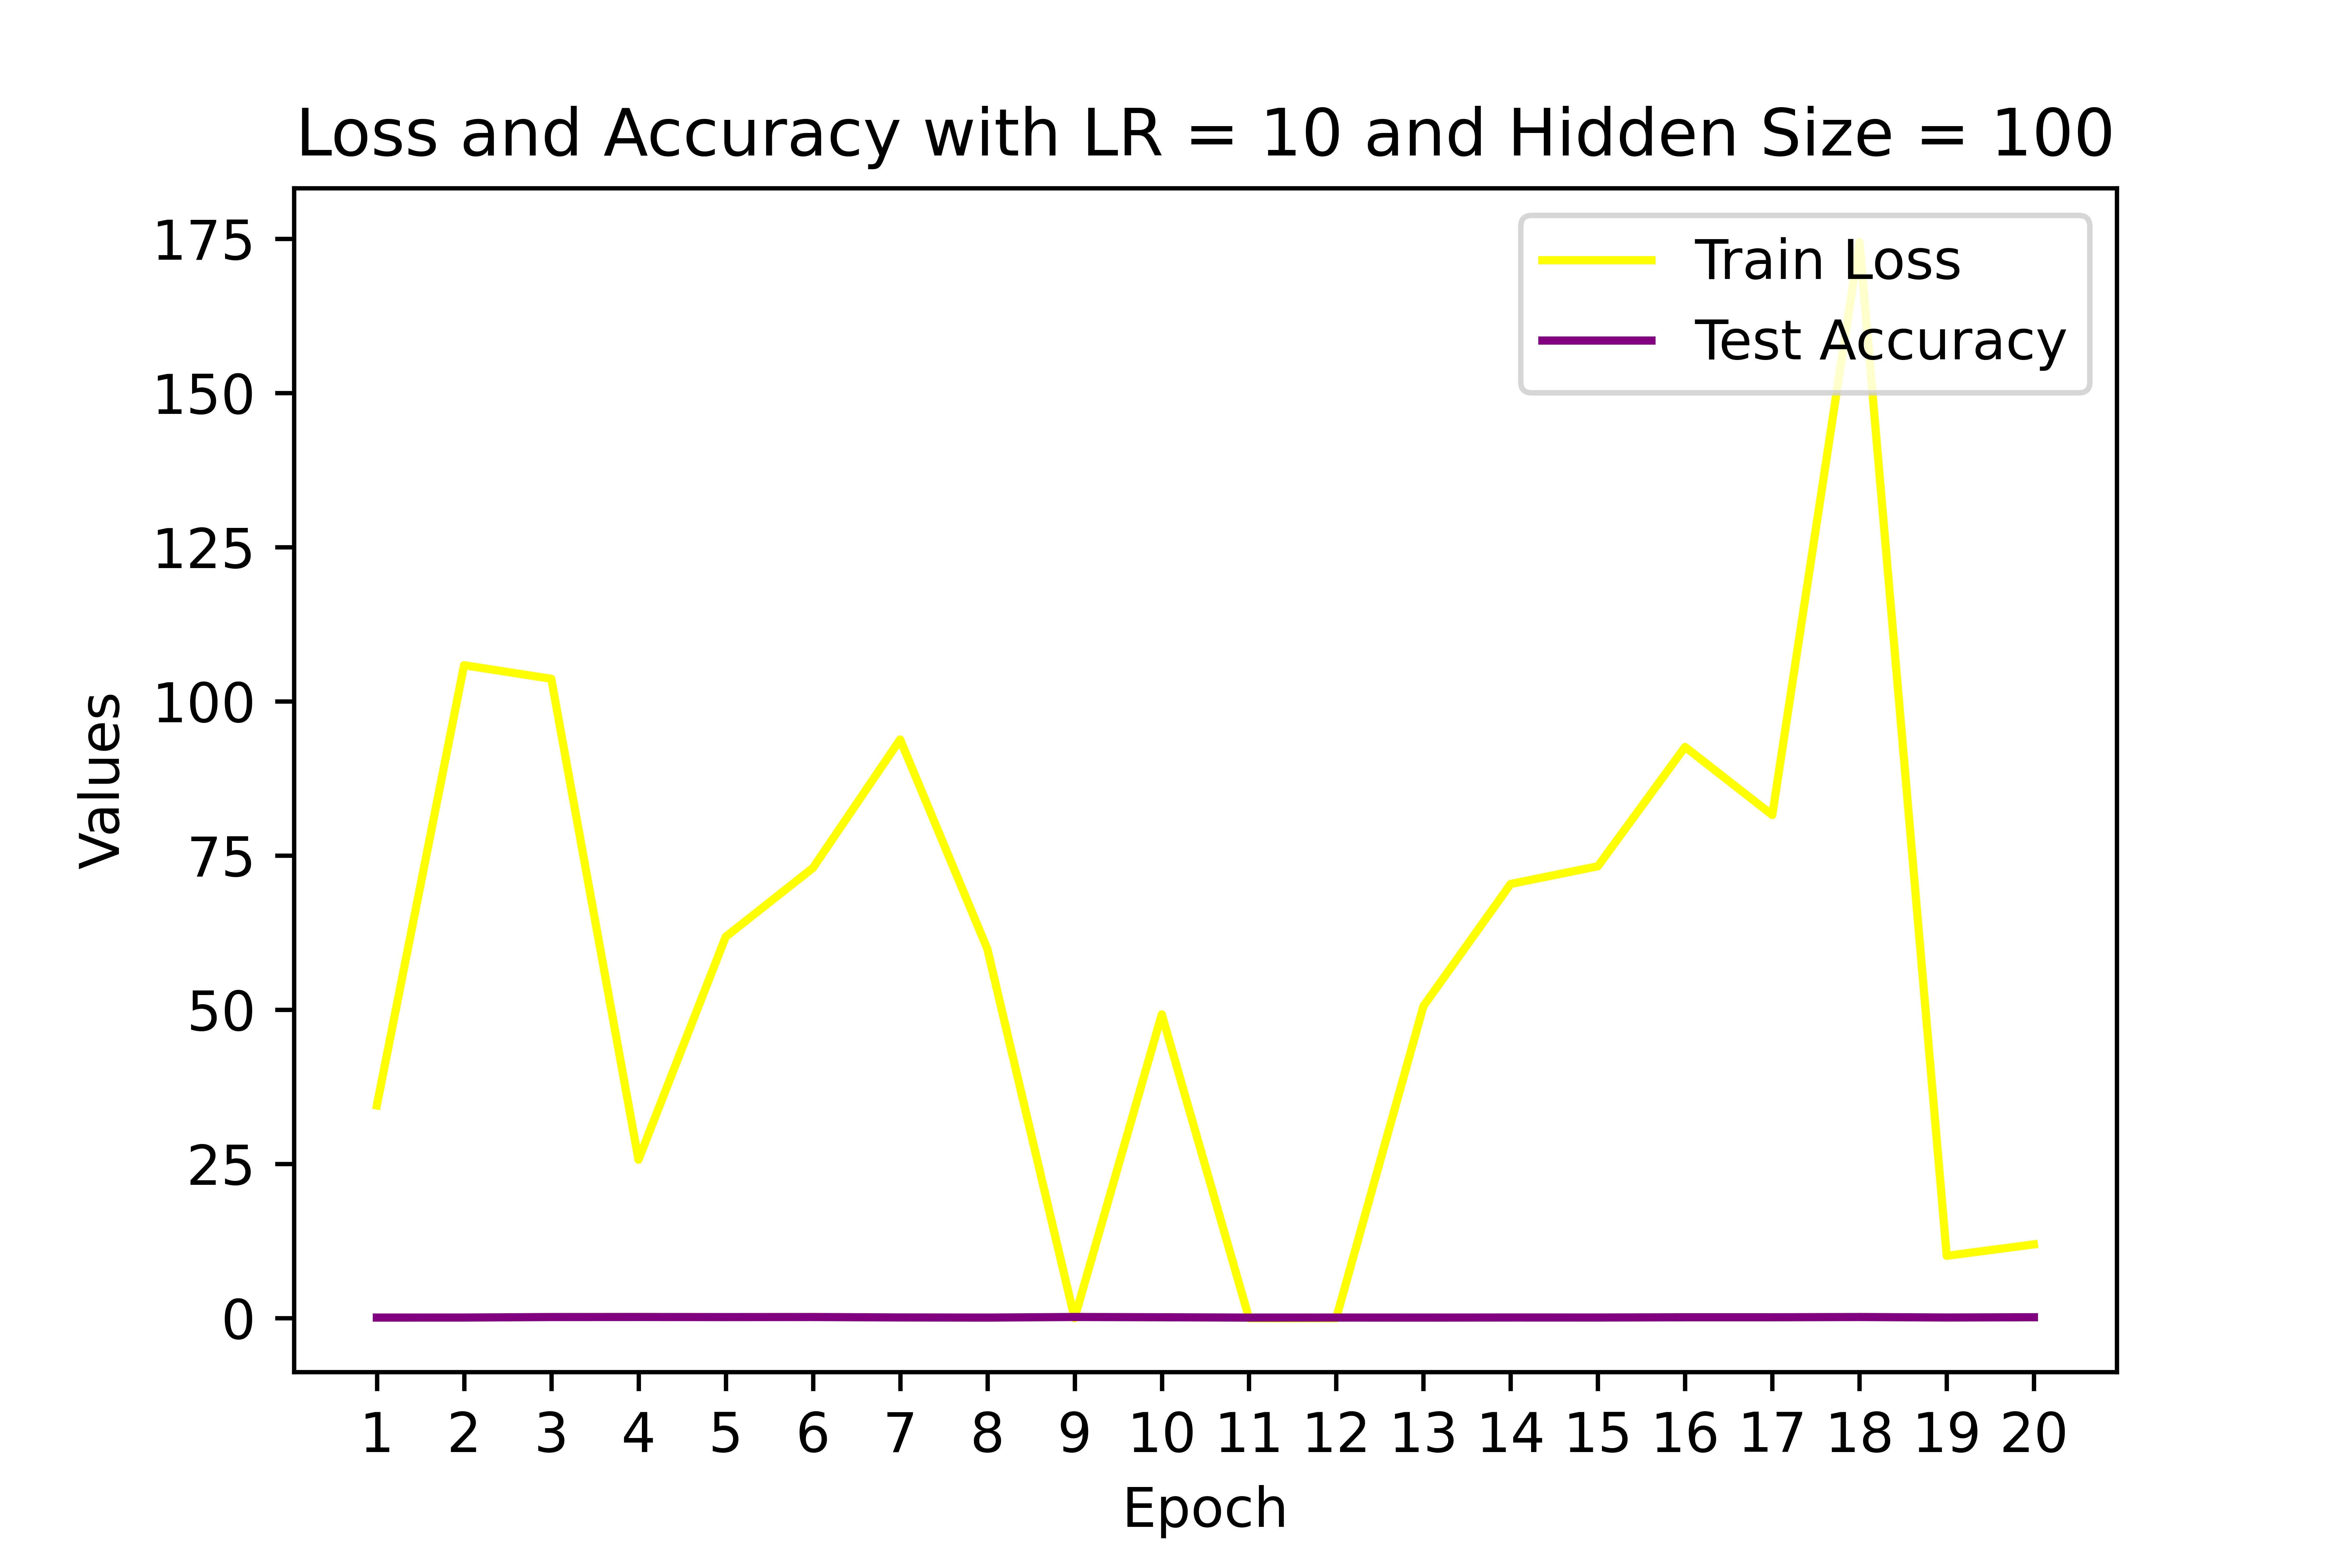 Loss and Accuracy with LR = 10 and Hidden Size = 100
Train Loss
Test Accuracy
Values
175
150
125
100
75
50
25
0
1 2 3 4 5 6 7 8 9 10 11 12 13 14 15 16 17 18 19 20
Epoch